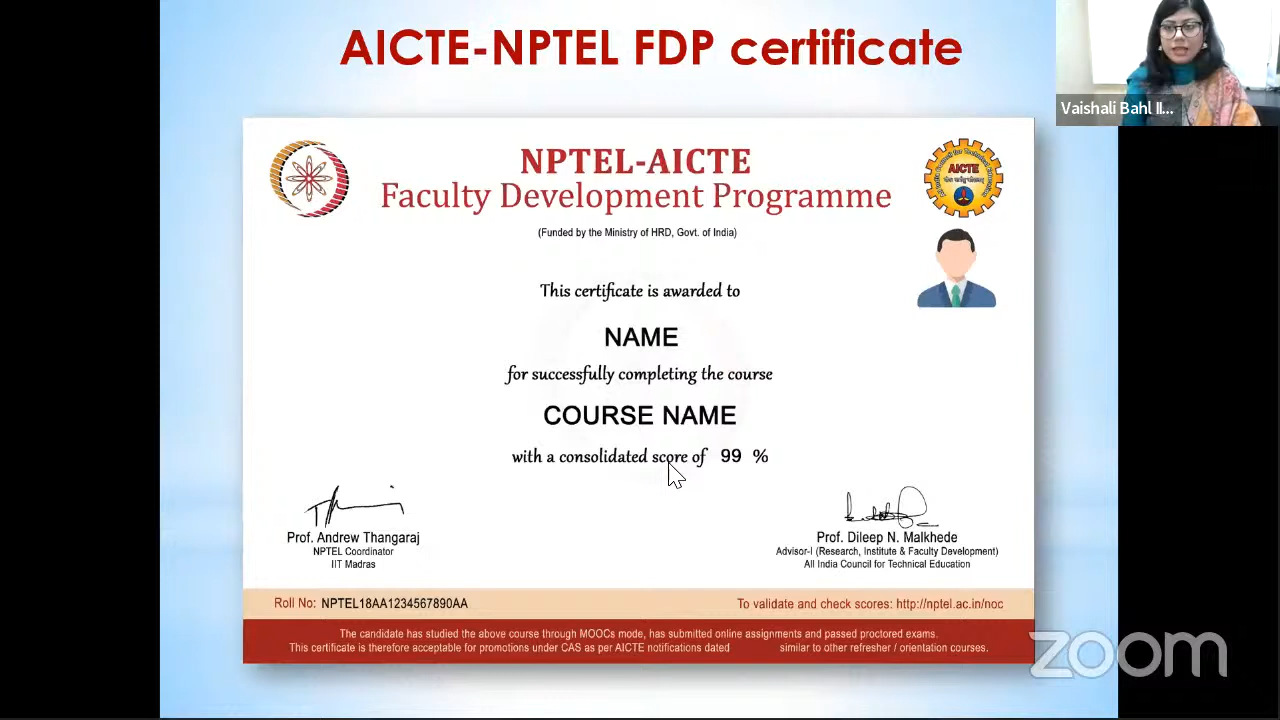 AICTE-NPTEL FDP certificate
Vaishali Bahl II...
NPTEL-AICTE
Faculty Development Programme
(Funded by the Ministry of HRD, Govt. of India)
AICTE
This certificate is awarded to
NAME
for successfully completing the course
COURSE NAME
with a consolidated score of 99 %
Prof. Andrew Thangaraj
NPTEL Coordinator
IIT Madras
Prof. Dileep N. Malkhede
Advisor-I (Research, Institute & Faculty Development)
All India Council for Technical Education
Roll No: NPTEL18AA1234567890AA
To validate and check scores: http://nptel.ac.in/noc
The candidate has studied the above course through MOOCs mode, has submitted online assignments and passed proctored exams.
This certificate is therefore acceptable for promotions under CAS as per AICTE notifications dated similar to other refresher / orientation courses.
zoom